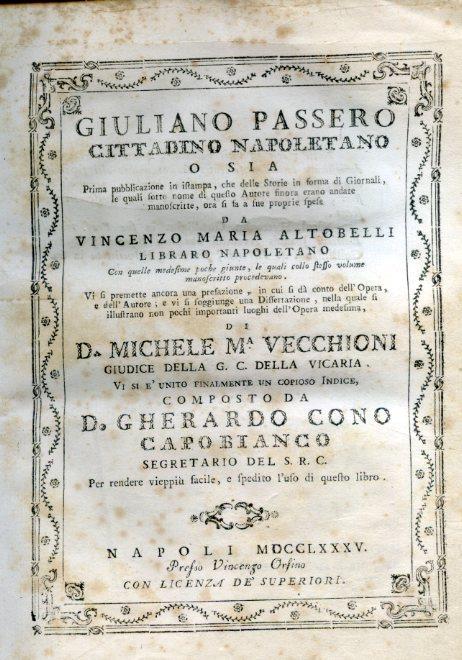 GIULIANO PASSERO
CITTADINO NAPOLETANO
O SIA
Prima pubblicazione in istampa, che delle Storie in forma di Giornali,
le quali sotto nome di questo Autore finora erano andate
manoscritte, ora si fa a sue proprie spese
DA
VINCENZO MARIA ALTOBELLI
LIBRARO NAPOLETANO
Con quelle medesime poche giunte, le quali collo stesso volume
manoscritto procedevano.
Vi si premette ancora una prefazione, in cui si dà conto dell'Opera,
e dell'Autore; e vi si soggiunge una Dissertazione, nella quale si
illustrano non pochi importanti luoghi dell'Opera medesima,
DI
D. MICHELE Mᴬ VECCHIONI
GIUDICE DELLA G. C. DELLA VICARIA.
VI SI E' UNITO FINALMENTE UN COPIOSO INDICE,
COMPOSTO DA
D. GHERARDO CONO
CAPOBIANCO
SEGRETARIO DEL S. R. C.
Per rendere vieppiù facile, e spedito l'uso di questo libro.
NAPOLI MDCCLXXXV.
Presso Vincenzo Orsino
CON LICENZA DE' SUPERIORI.